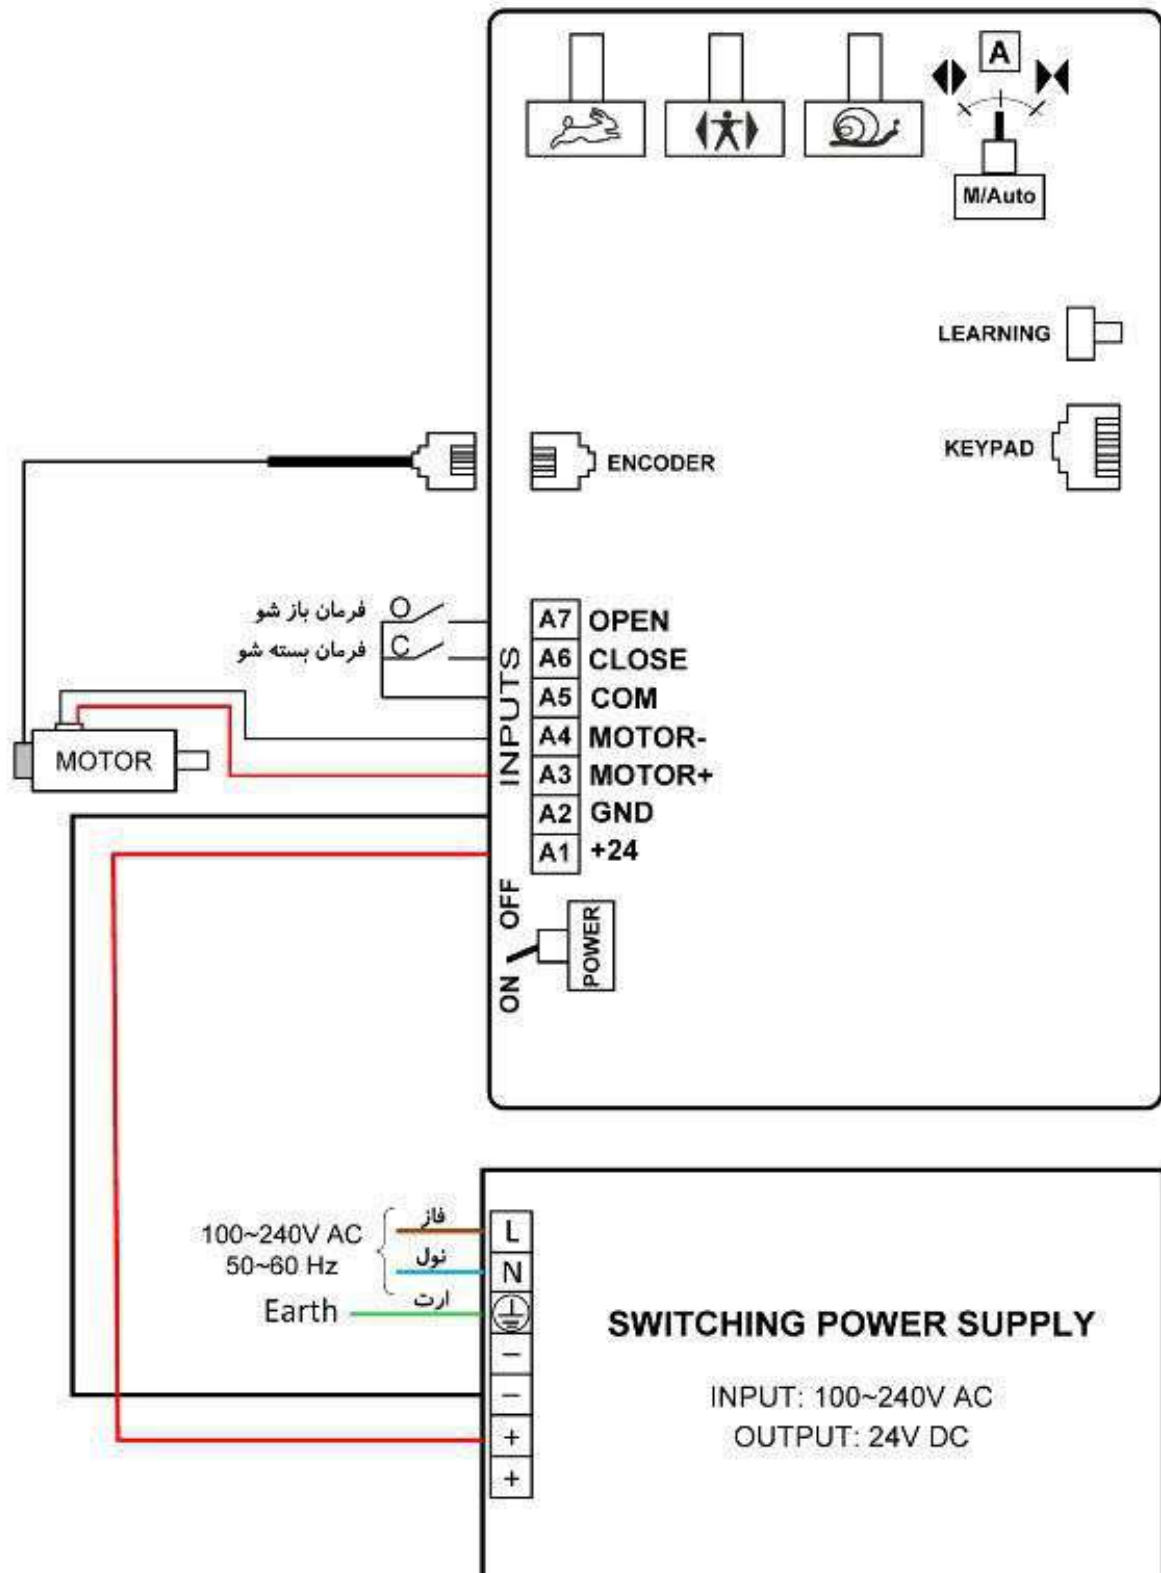 A
M/Auto
LEARNING
KEYPAD
ENCODER
INPUTS
فرمان باز شو O
فرمان بسته شو C
A7 OPEN
A6 CLOSE
A5 COM
A4 MOTOR-
A3 MOTOR+
A2 GND
A1 +24
MOTOR
OFF
ON
POWER
100~240V AC
50~60 Hz
فاز
نول
Earth
ارت
L
N
–
–
+
+
SWITCHING POWER SUPPLY
INPUT: 100~240V AC
OUTPUT: 24V DC